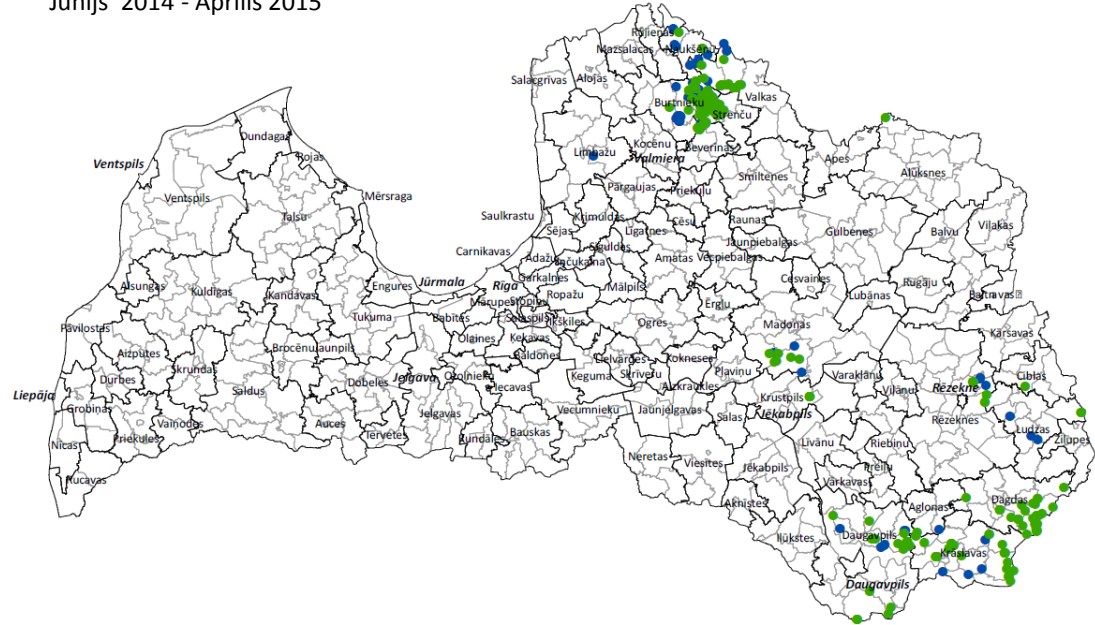 Jūnijs 2014 - Aprīlis 2015
Rūjienas
Mazsalacas
Naukšēnu
Salacgrīvas
Alojas
Valkas
Burtnieku
Strenču
Dundagas
Kocēnu
Beverīnas
Limbažu
Valmiera
Apes
Rojas
Ventspils
Alūksnes
Smiltenes
Pārgaujas
Priekuļu
Ventspils
Mērsraga
Talsu
Saulkrastu
Krimuldas
Cēsu
Raunas
Viļakas
Sējas
Līgatnes
Gulbenes
Balvu
Jaunpiebalgas
Siguldas
Carnikavas
Ādažu
Inčukalna
Amatas
Vecpiebalgas
Garkalnes
Cesvaines
Rugāju
Jūrmala
Rīga
Alsungas
Engures
Mālpils
Kuldīgas
Kandavas
Ropažu
Lubānas
Baltinavas
Mārupes
Stopiņu
Ērgļu
Tukuma
Babītes
Salaspils
Ikšķiles
Ogres
Madonas
Pāvilostas
Kārsavas
Olaines
Ķekavas
Brocēnu
Jaunpils
Aizputes
Baldones
Lielvārdes
Kokneses
Skrundas
Pļaviņu
Varakļānu
Ciblas
Durbes
Dobeles
Jelgava
Ozolnieku
Ķeguma
Skrīveru
Rēzekne
Liepāja
Saldus
Iecavas
Aizkraukles
Viļānu
Krustpils
Grobiņas
Vecumnieku
Jaunjelgavas
Jēkabpils
Jelgavas
Salas
Rēzeknes
Vaiņodes
Auces
Ludzas
Nīcas
Priekules
Tērvetes
Rundāles
Bauskas
Līvānu
Riebiņu
Zilupes
Neretas
Viesītes
Jēkabpils
Preiļu
Rucavas
Vārkavas
Aknīstes
Aglonas
Dagdas
Ilūkstes
Daugavpils
Krāslavas
Daugavpils